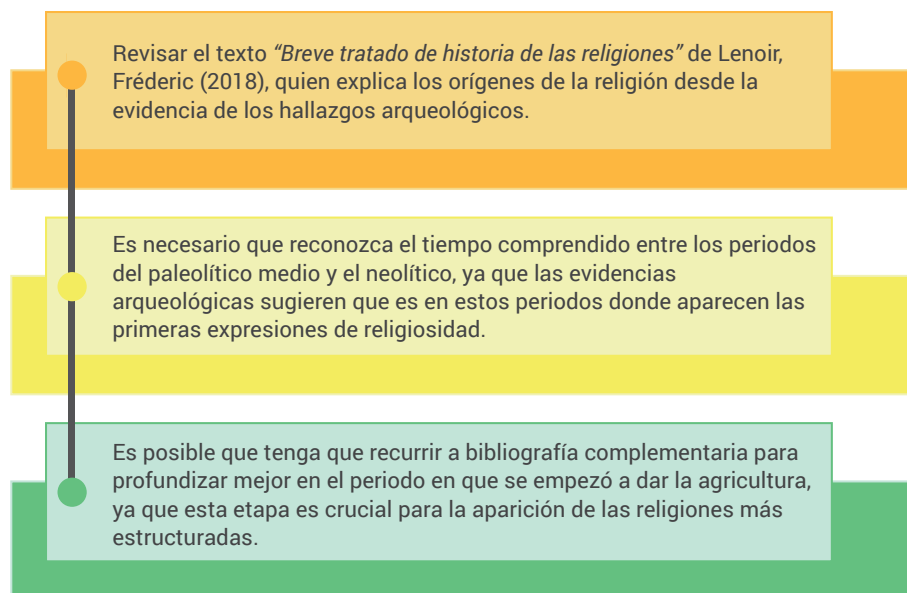 Revisar el texto “Breve tratado de historia de las religiones” de Lenoir,
Fréderic (2018), quien explica los orígenes de la religión desde la
evidencia de los hallazgos arqueológicos.
Es necesario que reconozca el tiempo comprendido entre los periodos
del paleolítico medio y el neolítico, ya que las evidencias
arqueológicas sugieren que es en estos periodos donde aparecen las
primeras expresiones de religiosidad.
Es posible que tenga que recurrir a bibliografía complementaria para
profundizar mejor en el periodo en que se empezó a dar la agricultura,
ya que esta etapa es crucial para la aparición de las religiones más
estructuradas.